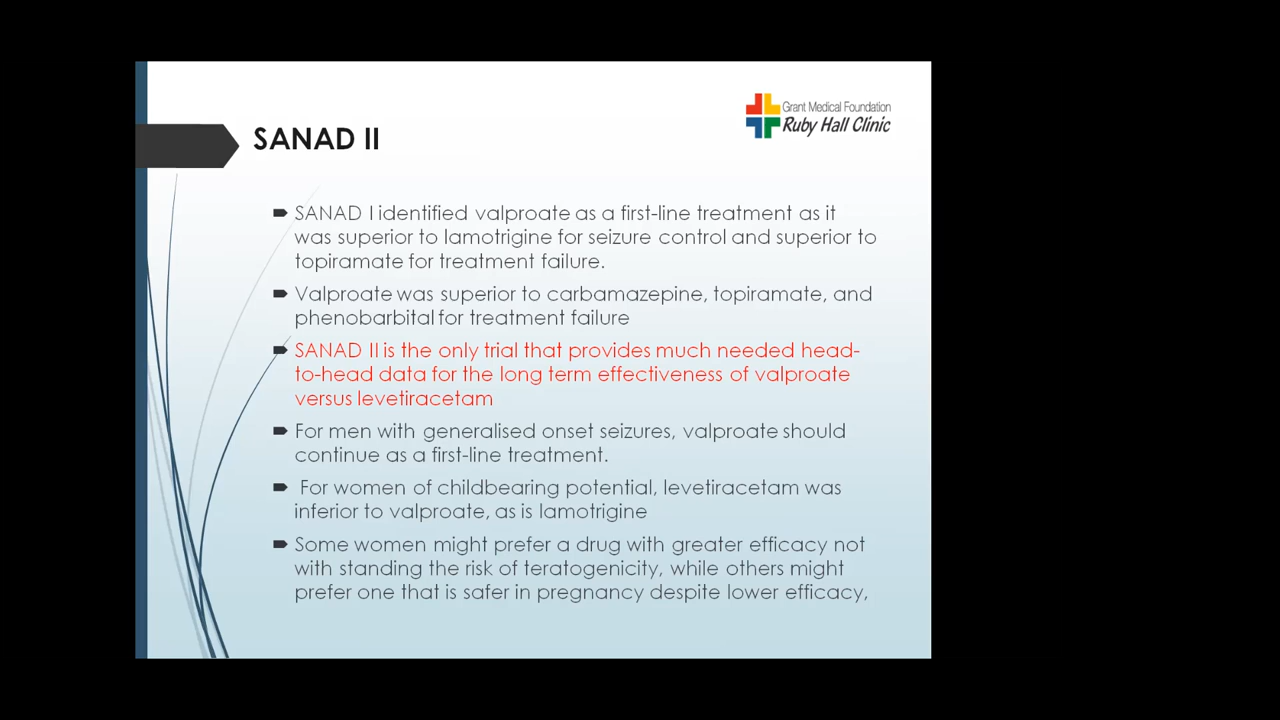 Grant Medical Foundation
Ruby Hall Clinic
SANAD II
SANAD I identified valproate as a first-line treatment as it
was superior to lamotrigine for seizure control and superior to
topiramate for treatment failure.
Valproate was superior to carbamazepine, topiramate, and
phenobarbital for treatment failure
SANAD II is the only trial that provides much needed head-
to-head data for the long term effectiveness of valproate
versus levetiracetam
For men with generalised onset seizures, valproate should
continue as a first-line treatment.
For women of childbearing potential, levetiracetam was
inferior to valproate, as is lamotrigine
Some women might prefer a drug with greater efficacy not
with standing the risk of teratogenicity, while others might
prefer one that is safer in pregnancy despite lower efficacy,